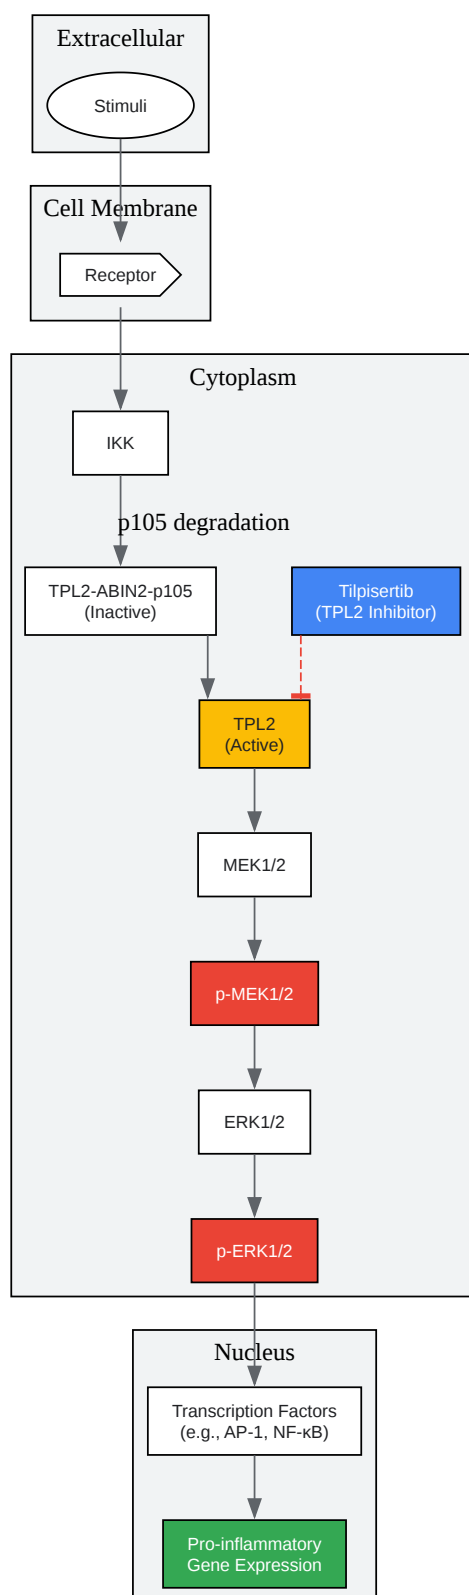 Extracellular
Stimuli
Cell Membrane
Receptor
Cytoplasm
IKK
p105 degradation
TPL2-ABIN2-p105
(Inactive)
Tilpisertib
(TPL2 Inhibitor)
TPL2
(Active)
MEK1/2
p-MEK1/2
ERK1/2
p-ERK1/2
Nucleus
Transcription Factors
(e.g., AP-1, NF-κB)
Pro-inflammatory
Gene Expression